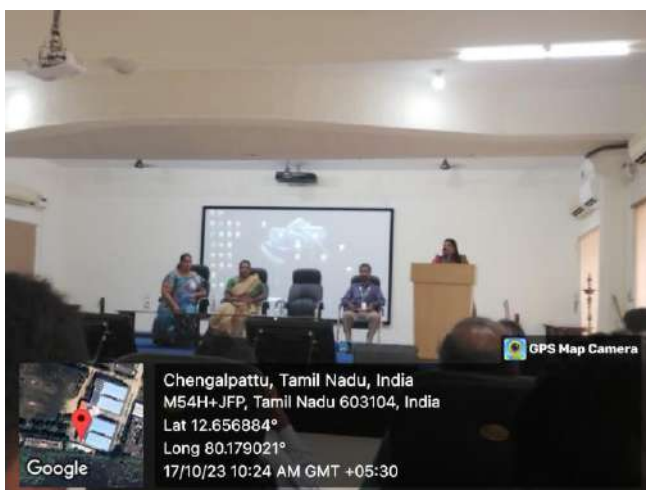 GPS Map Camera
Chengalpattu, Tamil Nadu, India
M54H+JFP, Tamil Nadu 603104, India
Lat 12.656884°
Long 80.179021°
17/10/23 10:24 AM GMT +05:30
Google